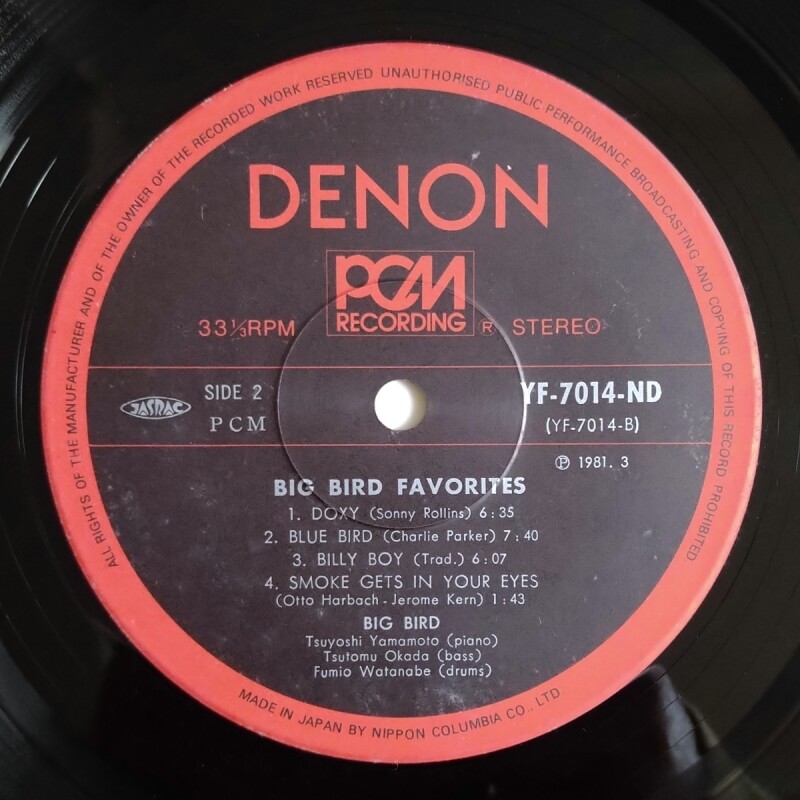 ALL RIGHTS OF THE MANUFACTURER AND OF THE OWNER OF THE RECORDED WORK RESERVED UNAUTHORISED PUBLIC PERFORMANCE BROADCASTING AND COPYING OF THIS RECORD PROHIBITED
DENON
PCM
RECORDING
33⅓RPM
® STEREO
JASRAC
SIDE 2
PCM
YF-7014-ND
(YF-7014-B)
℗ 1981. 3
BIG BIRD FAVORITES
1. DOXY (Sonny Rollins) 6:35
2. BLUE BIRD (Charlie Parker) 7:40
3. BILLY BOY (Trad.) 6:07
4. SMOKE GETS IN YOUR EYES
(Otto Harbach-Jerome Kern) 1:43
BIG BIRD
Tsuyoshi Yamamoto (piano)
Tsutomu Okada (bass)
Fumio Watanabe (drums)
MADE IN JAPAN BY NIPPON COLUMBIA CO., LTD